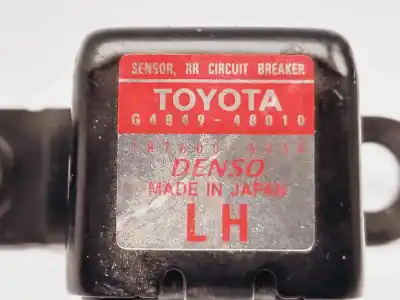 SENSOR, RR CIRCUIT BREAKER
TOYOTA
G4849-48010
DENSO
MADE IN JAPAN
LH